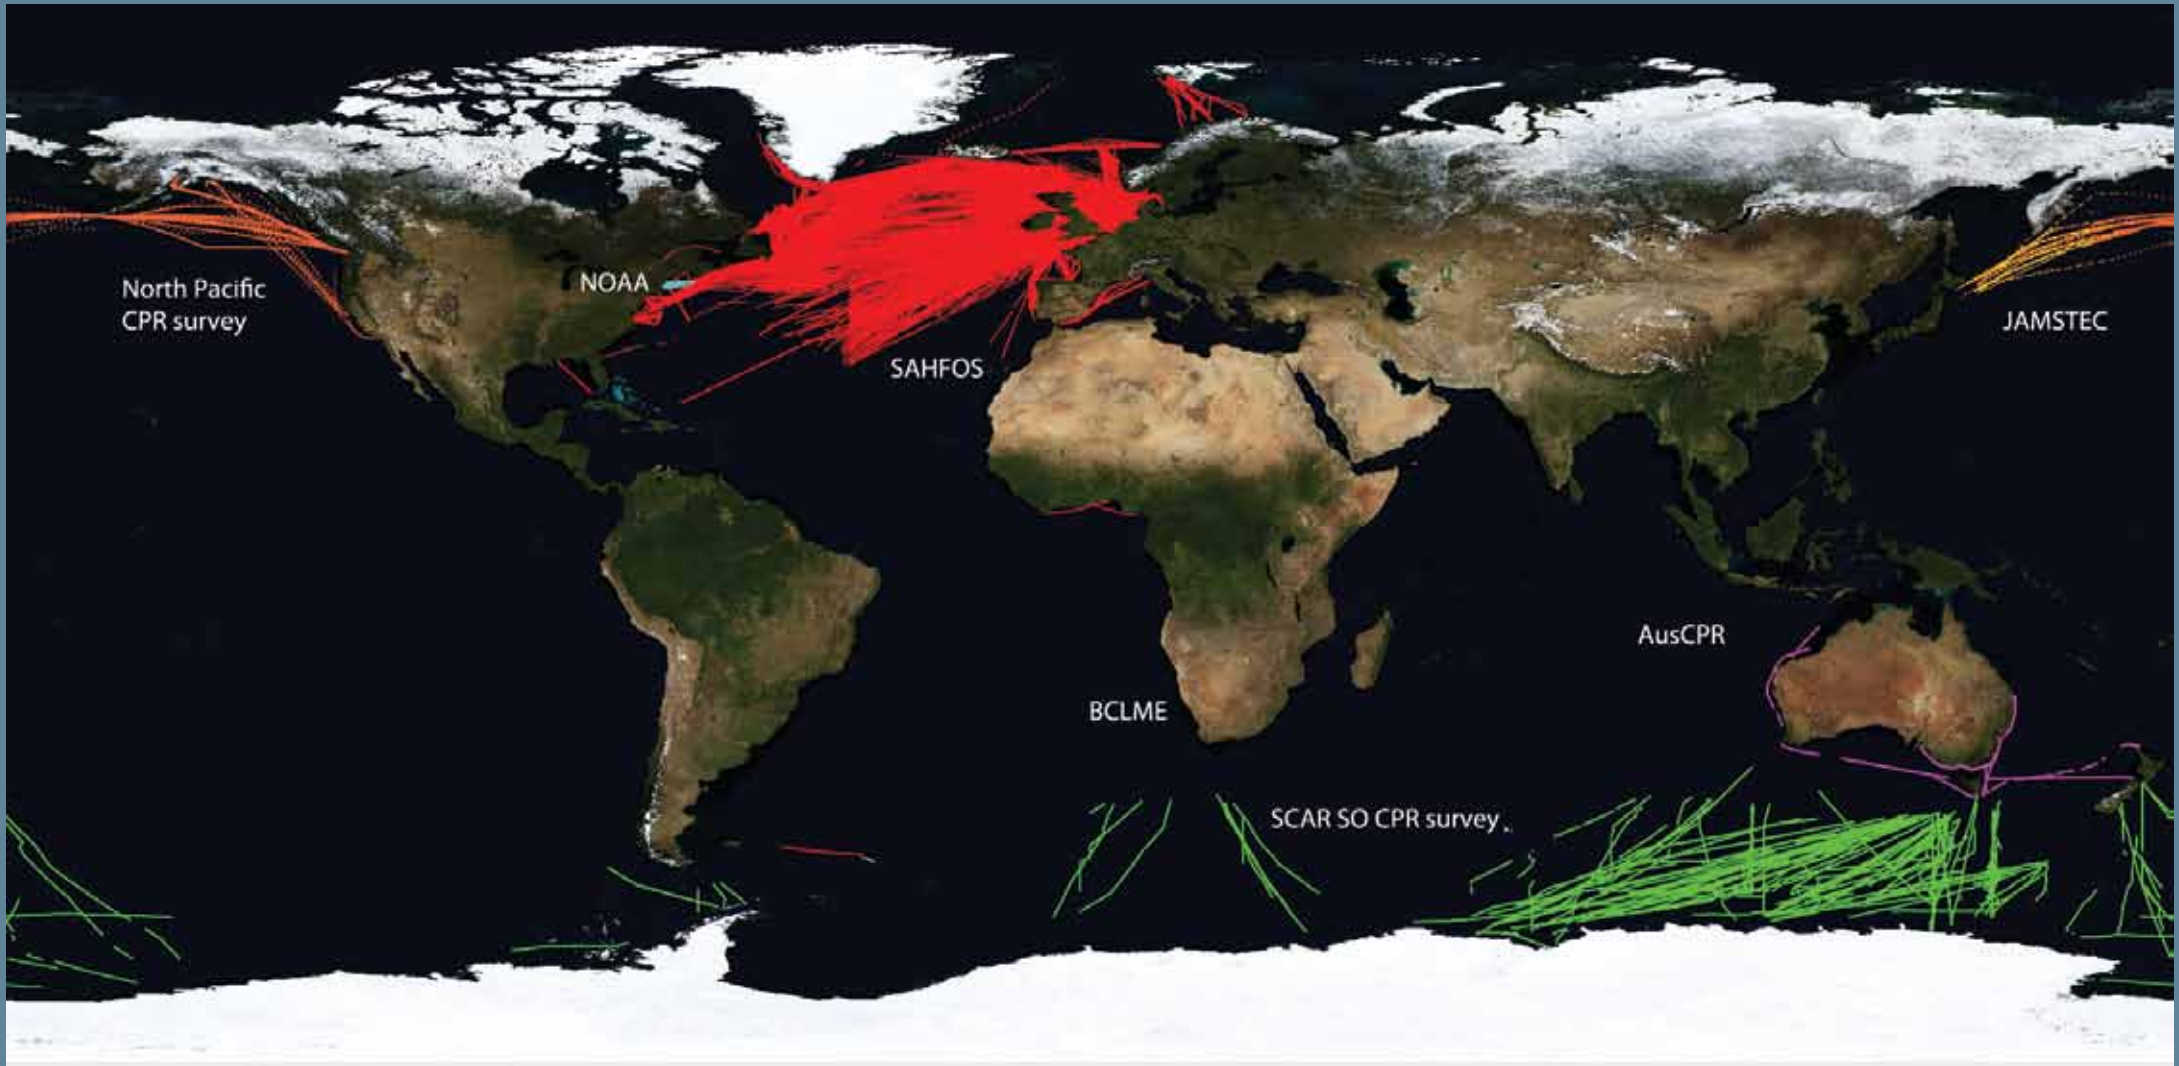 NOAA
North Pacific
CPR survey
JAMSTEC
SAHFOS
AusCPR
BCLME
SCAR SO CPR survey